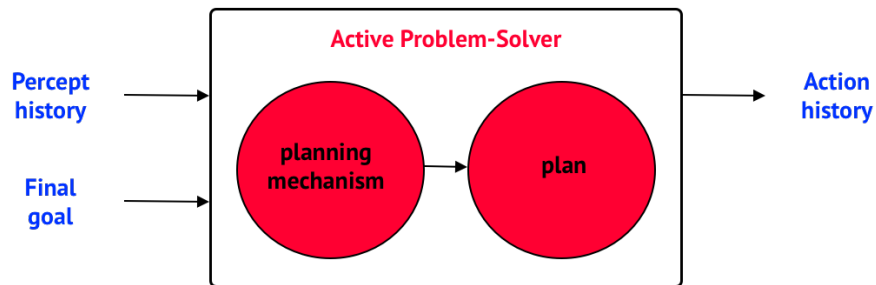 Active Problem-Solver
Percept
history
Final
goal
planning
mechanism
plan
Action
history